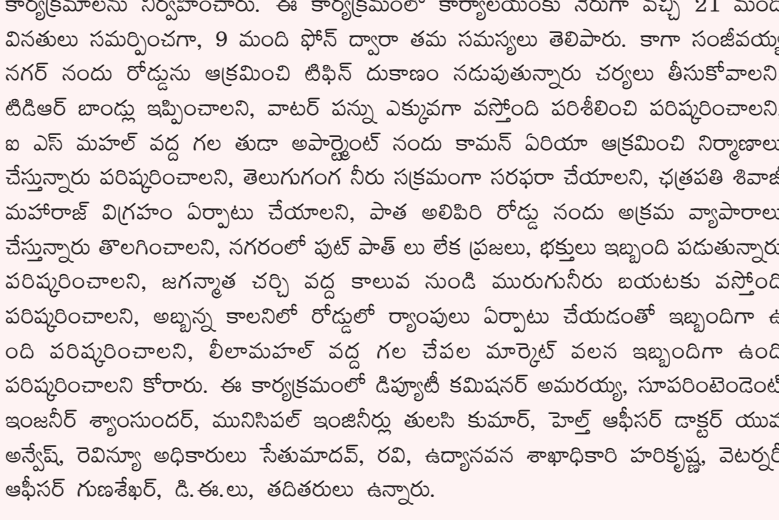 కార్యక్రమాలను నిర్వహించారు. ఈ కార్యక్రమంలో కార్యాలయంకు నేరుగా వచ్చి 21 మంది
వినతులు సమర్పించగా, 9 మంది ఫోన్ ద్వారా తమ సమస్యలు తెలిపారు. కాగా సంజీవయ్య
నగర్ నందు రోడ్డును ఆక్రమించి టిఫిన్ దుకాణం నడుపుతున్నారు చర్యలు తీసుకోవాలని
టిడిఆర్ బాండ్లు ఇప్పించాలని, వాటర్ పన్ను ఎక్కువగా వస్తోంది పరిశీలించి పరిష్కరించాలని
ఐ ఎస్ మహల్ వద్ద గల తుడా అపార్ట్మెంట్ నందు కామన్ ఏరియా ఆక్రమించి నిర్మాణాలు
చేస్తున్నారు పరిష్కరించాలని, తెలుగుగంగ నీరు సక్రమంగా సరఫరా చేయాలని, ఛత్రపతి శివాజీ
మహారాజ్ విగ్రహం ఏర్పాటు చేయాలని, పాత అలిపిరి రోడ్డు నందు అక్రమ వ్యాపారాలు
చేస్తున్నారు తొలగించాలని, నగరంలో పుట్ పాత్ లు లేక ప్రజలు, భక్తులు ఇబ్బంది పడుతున్నారు
పరిష్కరించాలని, జగన్మాత చర్చి వద్ద కాలువ నుండి మురుగునీరు బయటకు వస్తోంది
పరిష్కరించాలని, అబ్బన్న కాలనిలో రోడ్డులో ర్యాంపులు ఏర్పాటు చేయడంతో ఇబ్బందిగా ఉ
ంది పరిష్కరించాలని, లీలామహల్ వద్ద గల చేపల మార్కెట్ వలన ఇబ్బందిగా ఉంది
పరిష్కరించాలని కోరారు. ఈ కార్యక్రమంలో డిప్యూటీ కమిషనర్ అమరయ్య, సూపరింటెండెంట్
ఇంజనీర్ శ్యాంసుందర్, మునిసిపల్ ఇంజినీర్లు తులసి కుమార్, హెల్త్ ఆఫీసర్ డాక్టర్ యువ
అన్వేష్, రెవిన్యూ అధికారులు సేతుమాదవ్, రవి, ఉద్యానవన శాఖాధికారి హరికృష్ణ, వెటర్నరీ
ఆఫీసర్ గుణశేఖర్, డి.ఈ.లు, తదితరులు ఉన్నారు.